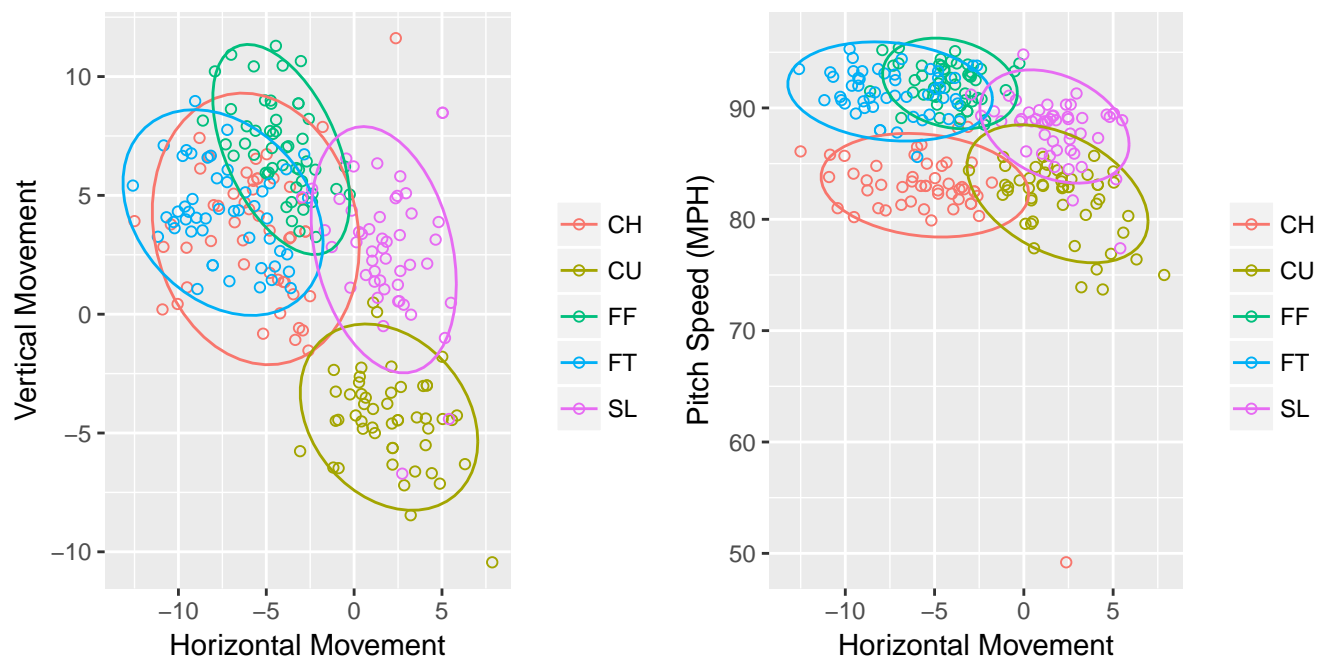 Vertical Movement
10
5
0
−5
−10
−10
−5
0
5
Horizontal Movement
CH
CU
FF
FT
SL
Pitch Speed (MPH)
90
80
70
60
50
−10
−5
0
5
Horizontal Movement
CH
CU
FF
FT
SL